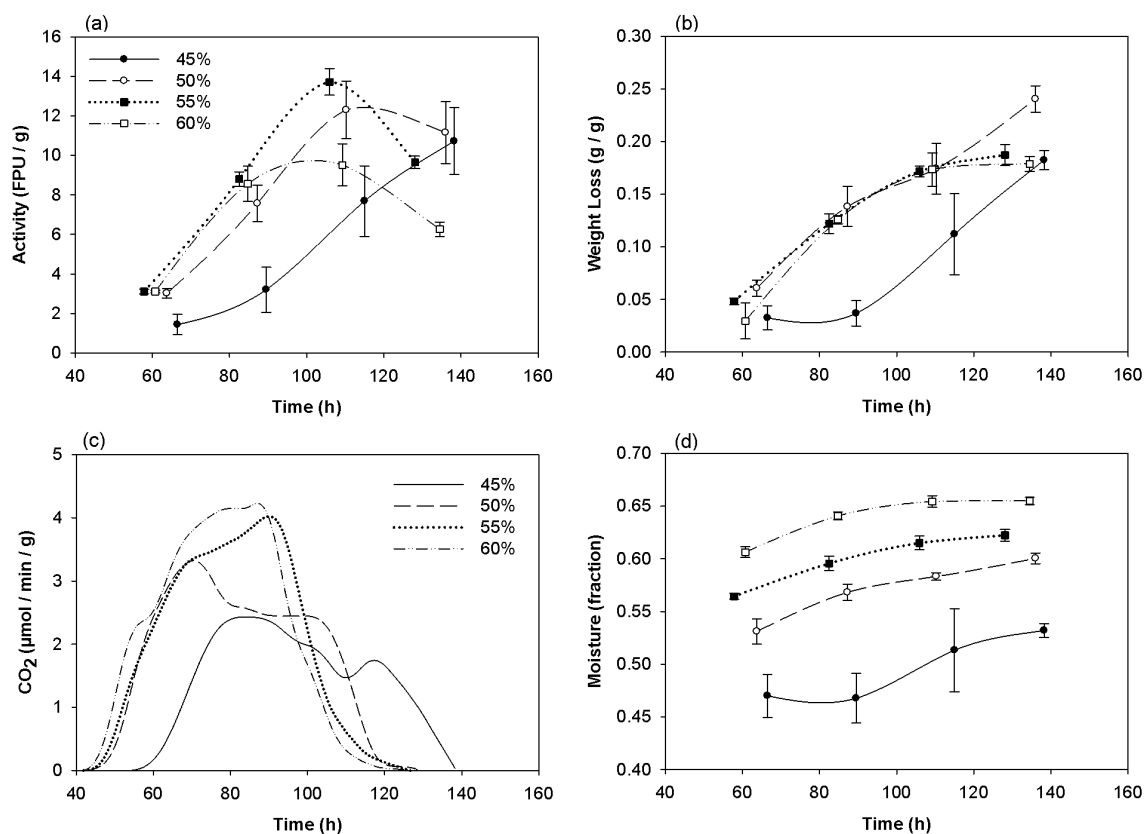 (a)
Activity (FPU / g)
16
14
12
10
8
6
4
2
0
45%
50%
55%
60%
40 60 80 100 120 140 160
Time (h)
(b)
Weight Loss (g / g)
0.30
0.25
0.20
0.15
0.10
0.05
0.00
40 60 80 100 120 140 160
Time (h)
(c)
CO2 (µmol / min / g)
5
4
3
2
1
0
45%
50%
55%
60%
40 60 80 100 120 140 160
Time (h)
(d)
Moisture (fraction)
0.70
0.65
0.60
0.55
0.50
0.45
0.40
40 60 80 100 120 140 160
Time (h)